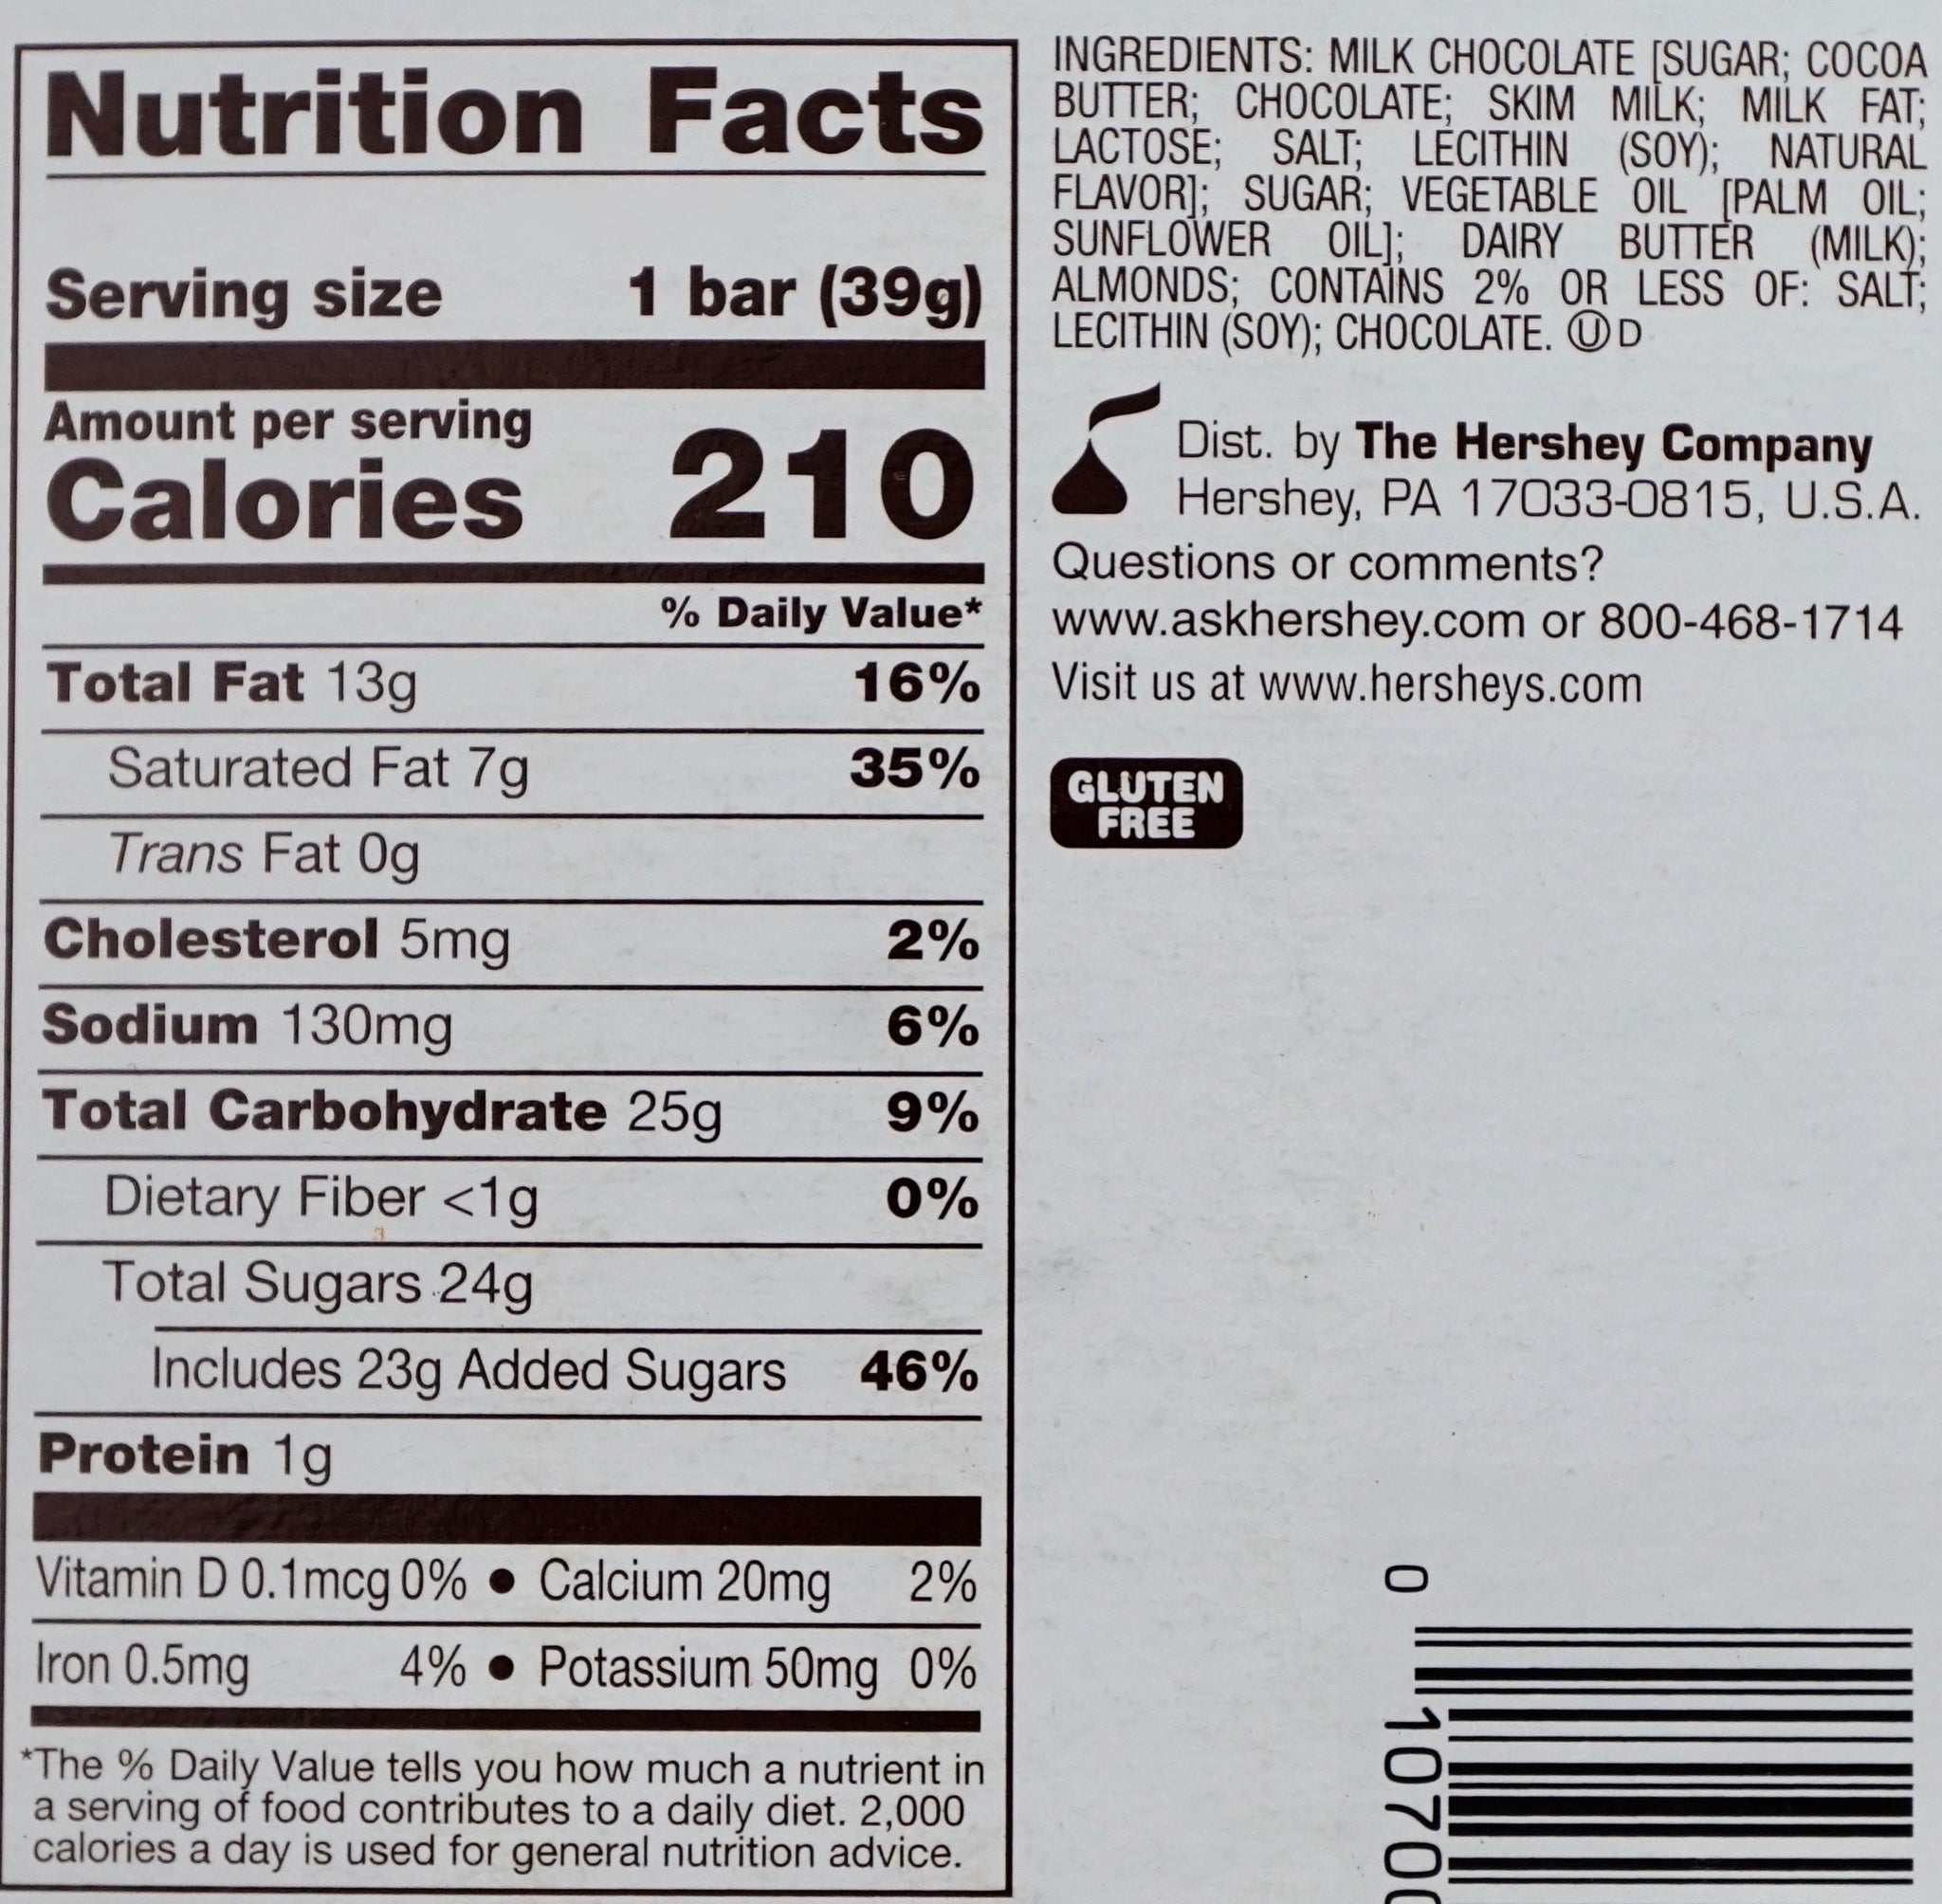 Nutrition Facts
Serving size 1 bar (39g)
Amount per serving
Calories 210
% Daily Value*
Total Fat 13g 16%
Saturated Fat 7g 35%
Trans Fat 0g
Cholesterol 5mg 2%
Sodium 130mg 6%
Total Carbohydrate 25g 9%
Dietary Fiber <1g 0%
Total Sugars 24g
Includes 23g Added Sugars 46%
Protein 1g
Vitamin D 0.1mcg 0% ● Calcium 20mg 2%
Iron 0.5mg 4% ● Potassium 50mg 0%
*The % Daily Value tells you how much a nutrient in
a serving of food contributes to a daily diet. 2,000
calories a day is used for general nutrition advice.
INGREDIENTS: MILK CHOCOLATE [SUGAR; COCOA
BUTTER; CHOCOLATE; SKIM MILK; MILK FAT;
LACTOSE; SALT; LECITHIN (SOY); NATURAL
FLAVOR]; SUGAR; VEGETABLE OIL [PALM OIL;
SUNFLOWER OIL]; DAIRY BUTTER (MILK);
ALMONDS; CONTAINS 2% OR LESS OF: SALT;
LECITHIN (SOY); CHOCOLATE. Ⓤ D
Dist. by The Hershey Company
Hershey, PA 17033-0815, U.S.A.
Questions or comments?
www.askhershey.com or 800-468-1714
Visit us at www.hersheys.com
GLUTEN
FREE
0 1070